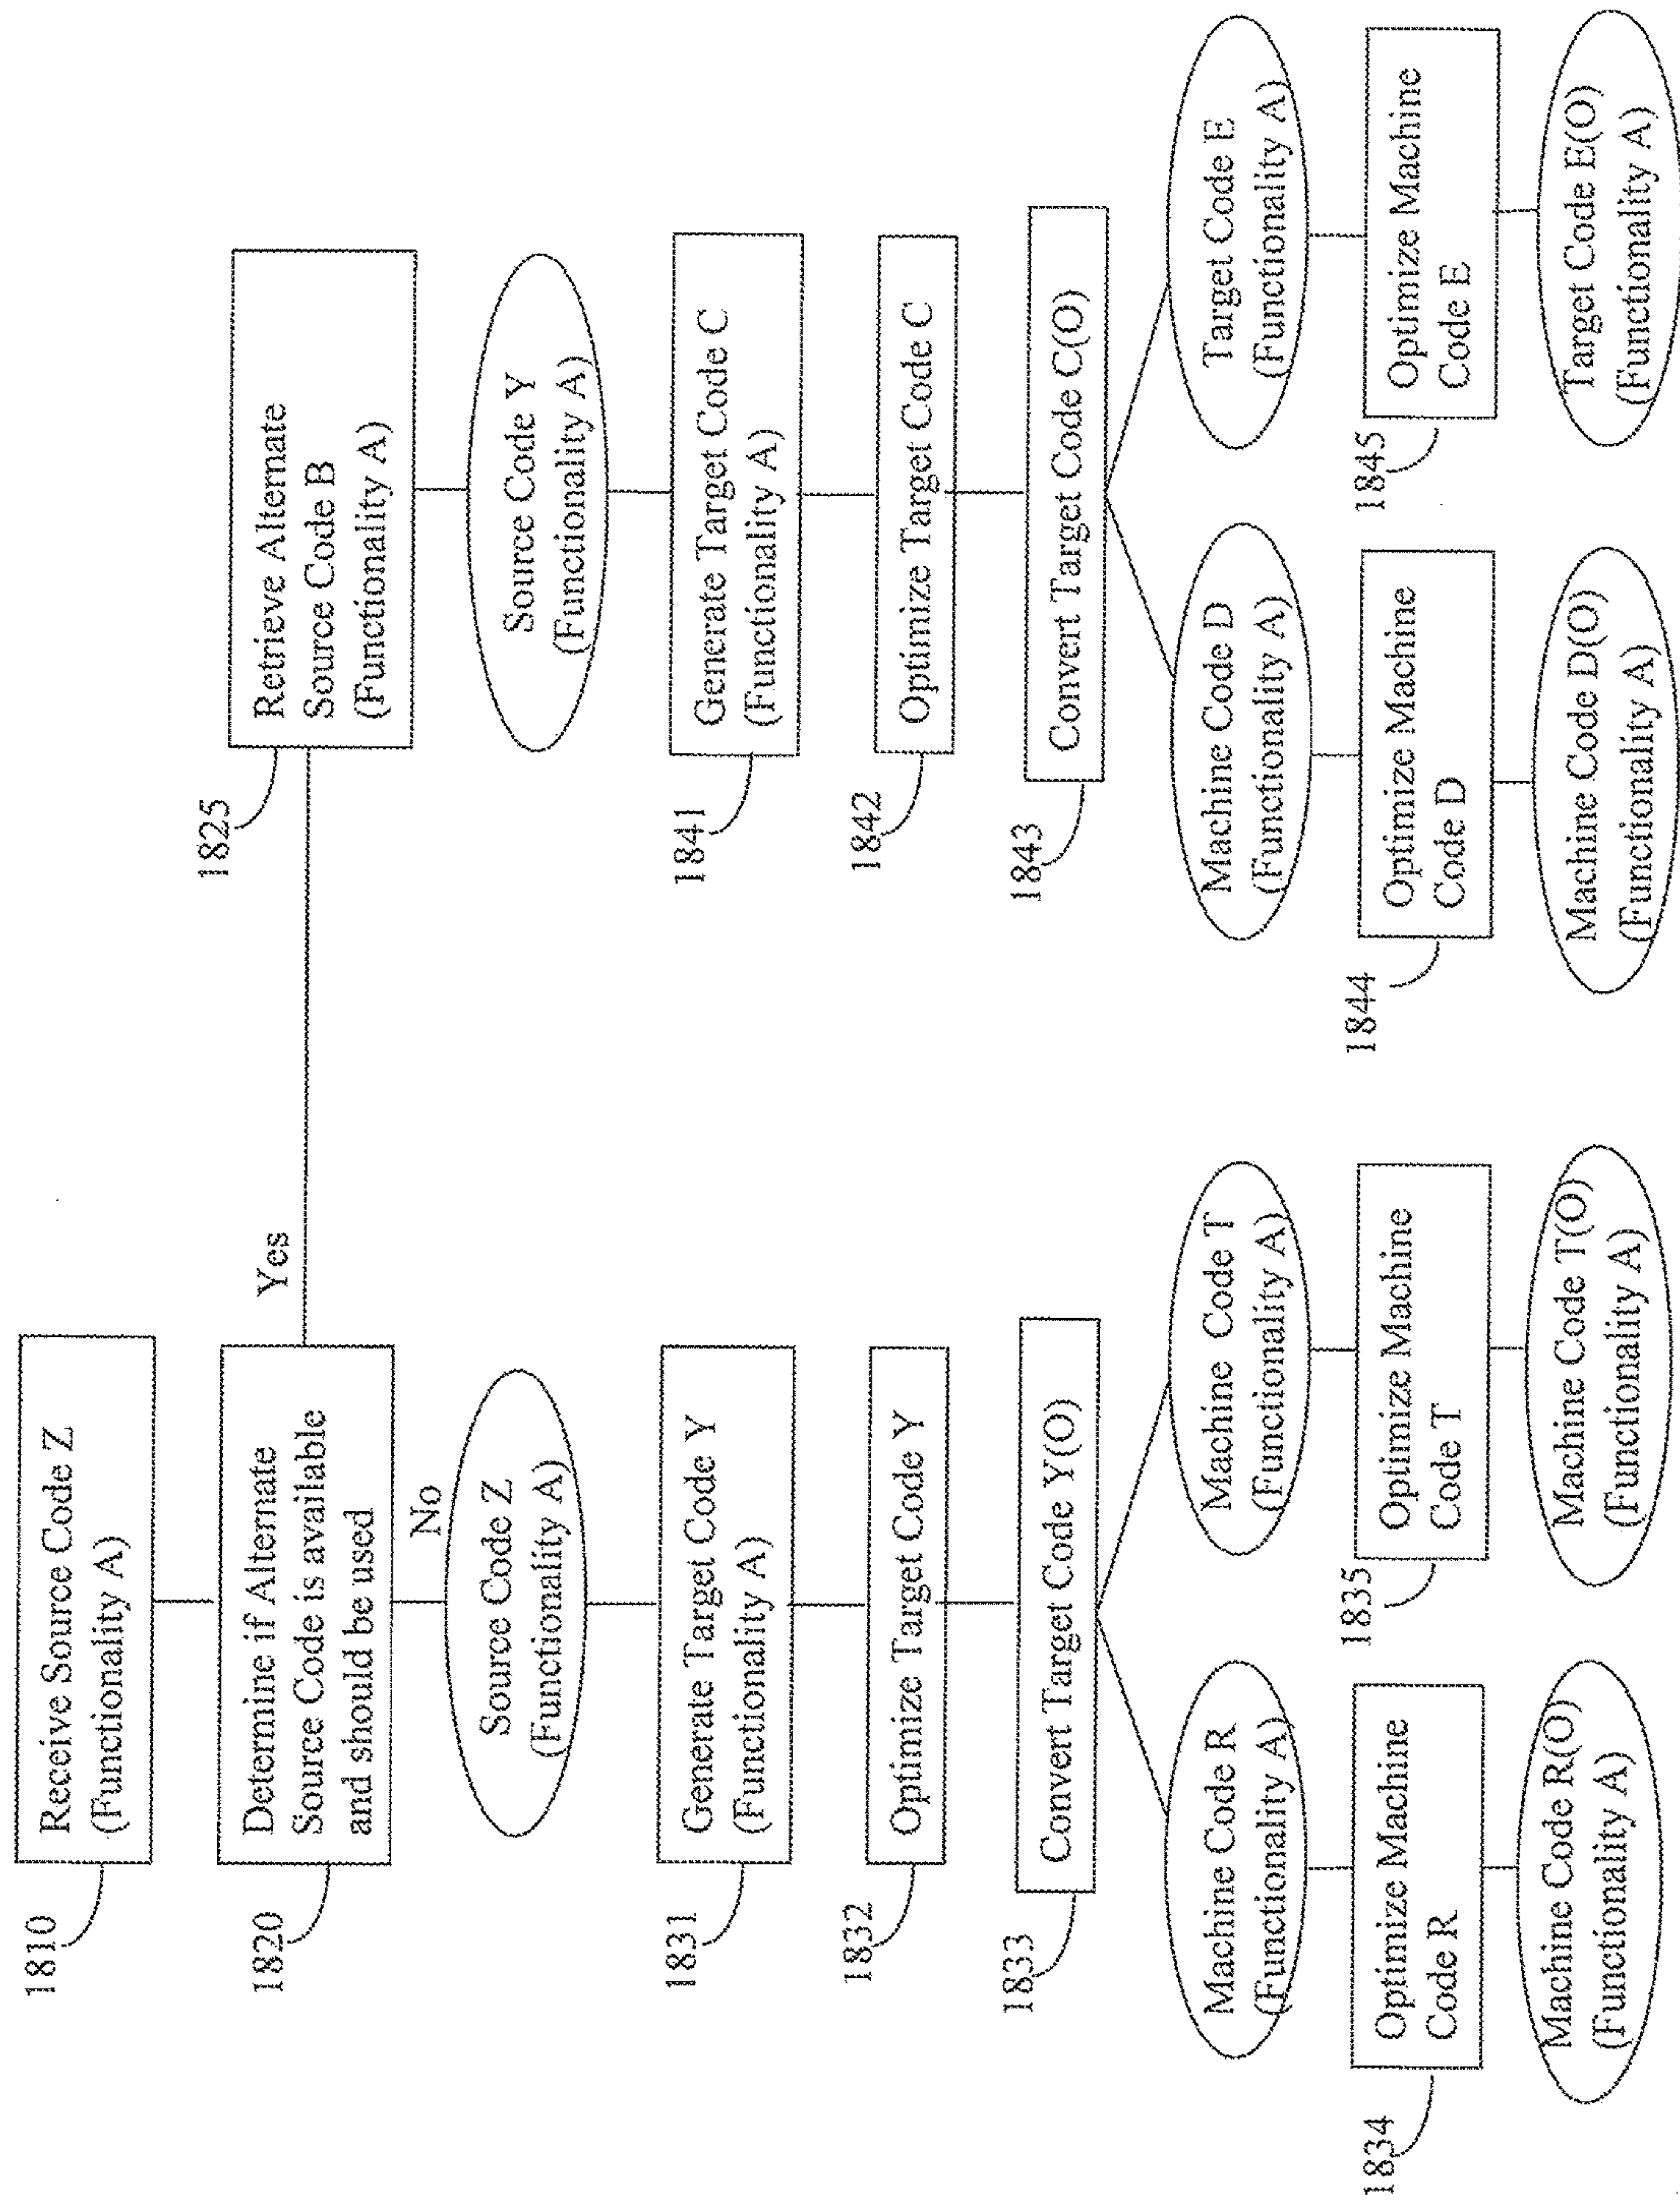 1810
Receive Source Code Z
(Functionality A)
1820
Determine if Alternate
Source Code is available
and should be used
Yes
No
1825
Retrieve Alternate
Source Code B
(Functionality A)
Source Code Z
(Functionality A)
Source Code Y
(Functionality A)
1831
Generate Target Code Y
(Functionality A)
1841
Generate Target Code C
(Functionality A)
1832
Optimize Target Code Y
1842
Optimize Target Code C
1833
Convert Target Code Y(O)
1843
Convert Target Code C(O)
Machine Code R
(Functionality A)
Machine Code T
(Functionality A)
Machine Code D
(Functionality A)
Target Code E
(Functionality A)
1834
Optimize Machine
Code R
1835
Optimize Machine
Code T
1844
Optimize Machine
Code D
1845
Optimize Machine
Code E
Machine Code R(O)
(Functionality A)
Machine Code T(O)
(Functionality A)
Machine Code D(O)
(Functionality A)
Target Code E(O)
(Functionality A)